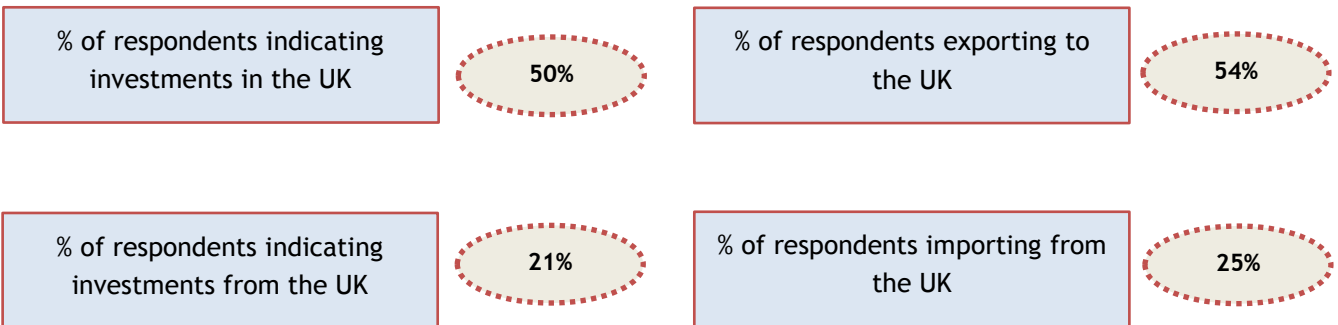 % of respondents indicating
investments in the UK
50%
% of respondents exporting to
the UK
54%
% of respondents indicating
investments from the UK
21%
% of respondents importing from
the UK
25%